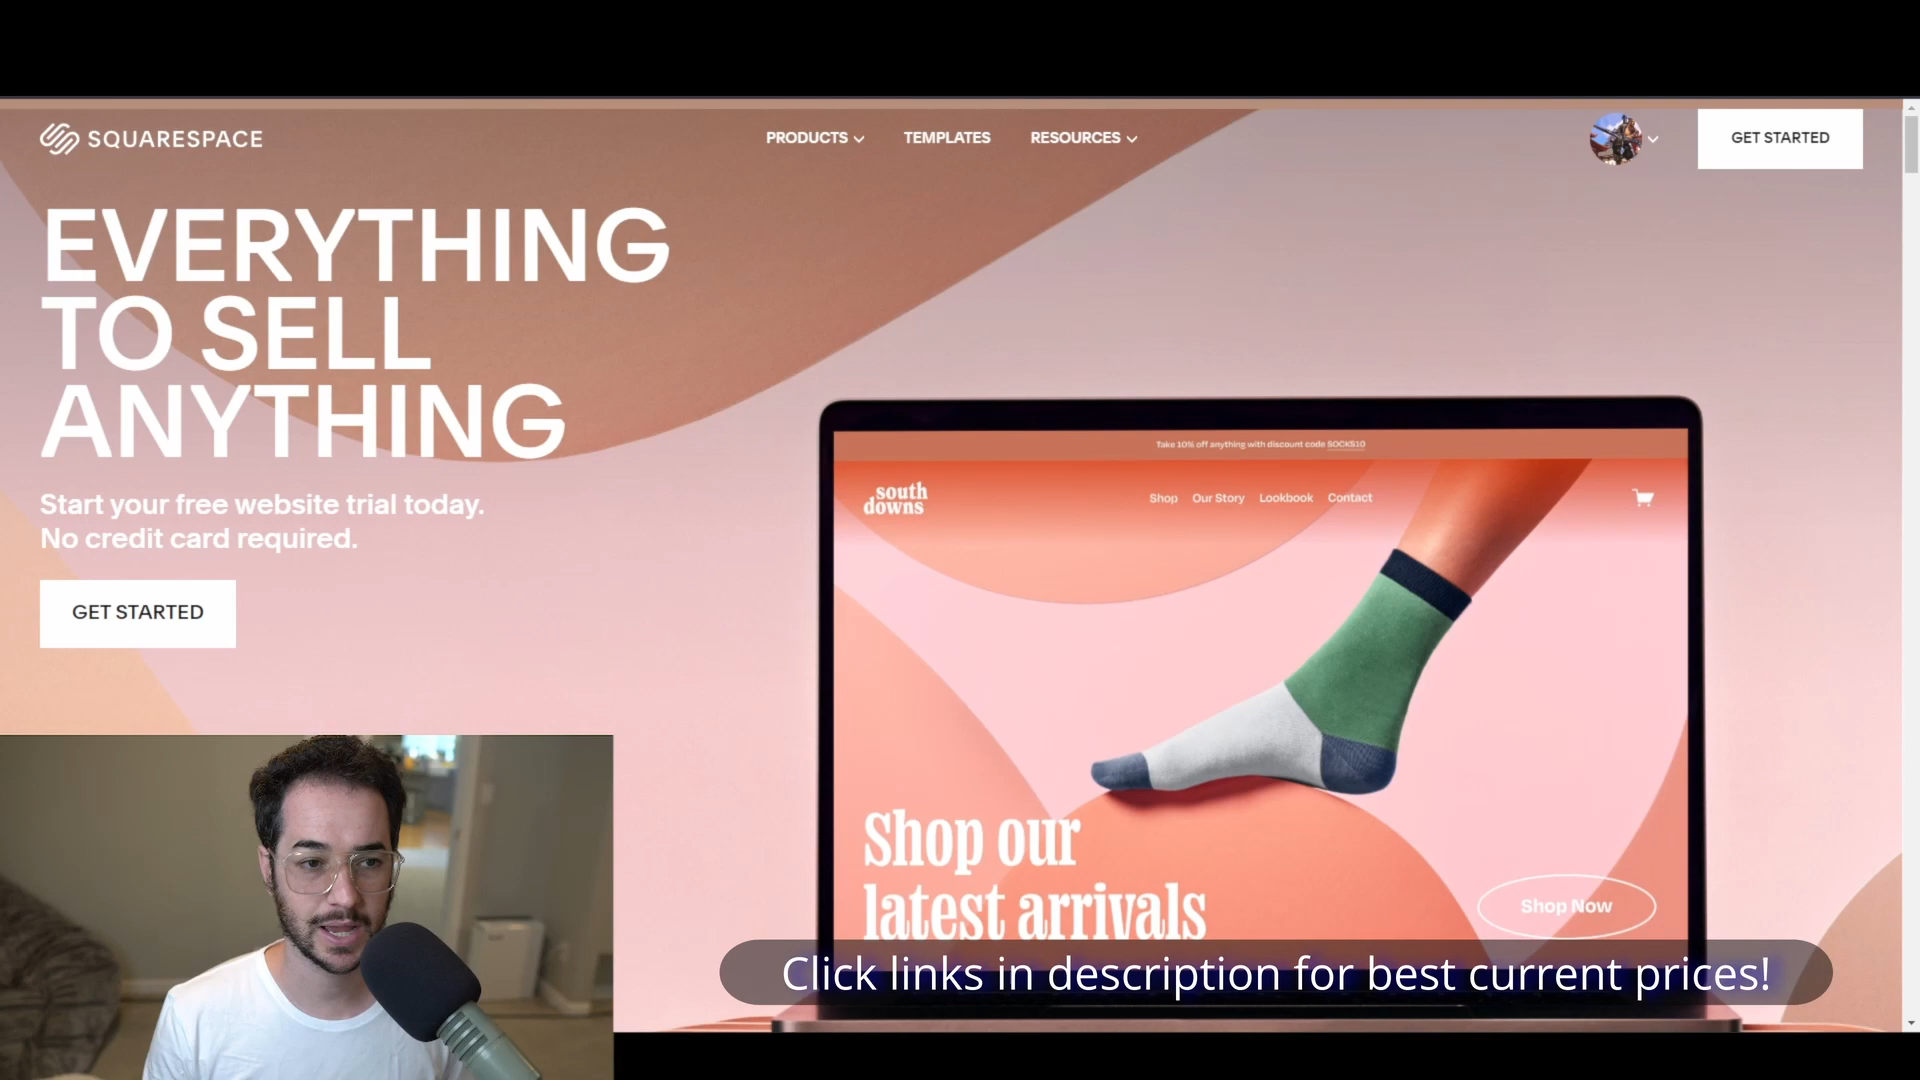 SQUARESPACE
PRODUCTS
TEMPLATES
RESOURCES
GET STARTED
EVERYTHING
TO SELL
ANYTHING
Start your free website trial today.
No credit card required.
GET STARTED
Take 10% off anything with discount code SOCKS10
south
downs
Shop
Our Story
Lookbook
Contact
Shop our
latest arrivals
Shop Now
Click links in description for best current prices!